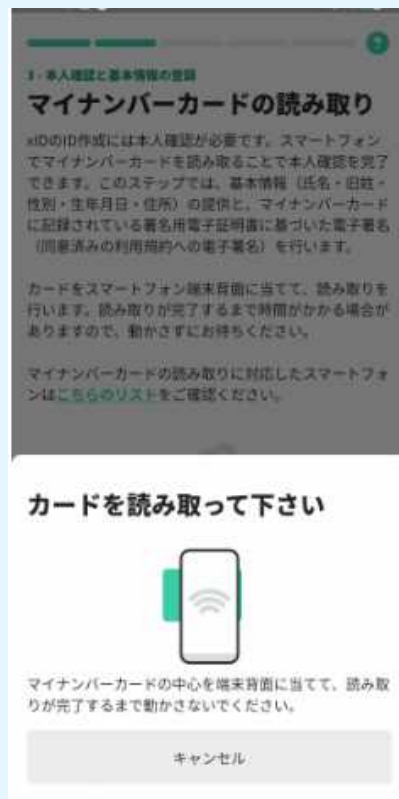 3 - 本人確認と基本情報の登録
マイナンバーカードの読み取り
xIDのID作成には本人確認が必要です。スマートフォン
でマイナンバーカードを読み取ることで本人確認を完了
できます。このステップでは、基本情報（氏名・旧姓・
性別・生年月日・住所）の提供と、マイナンバーカード
に記録されている署名用電子証明書に基づいた電子署名
（同意済みの利用規約への電子署名）を行います。
カードをスマートフォン端末背面に当てて、読み取りを
行います。読み取りが完了するまで時間がかかる場合が
ありますので、動かさずにお待ちください。
マイナンバーカードの読み取りに対応したスマートフォ
ンはこちらのリストをご確認ください。
カードを読み取って下さい
マイナンバーカードの中心を端末背面に当てて、読み取
りが完了するまで動かさないでください。
キャンセル